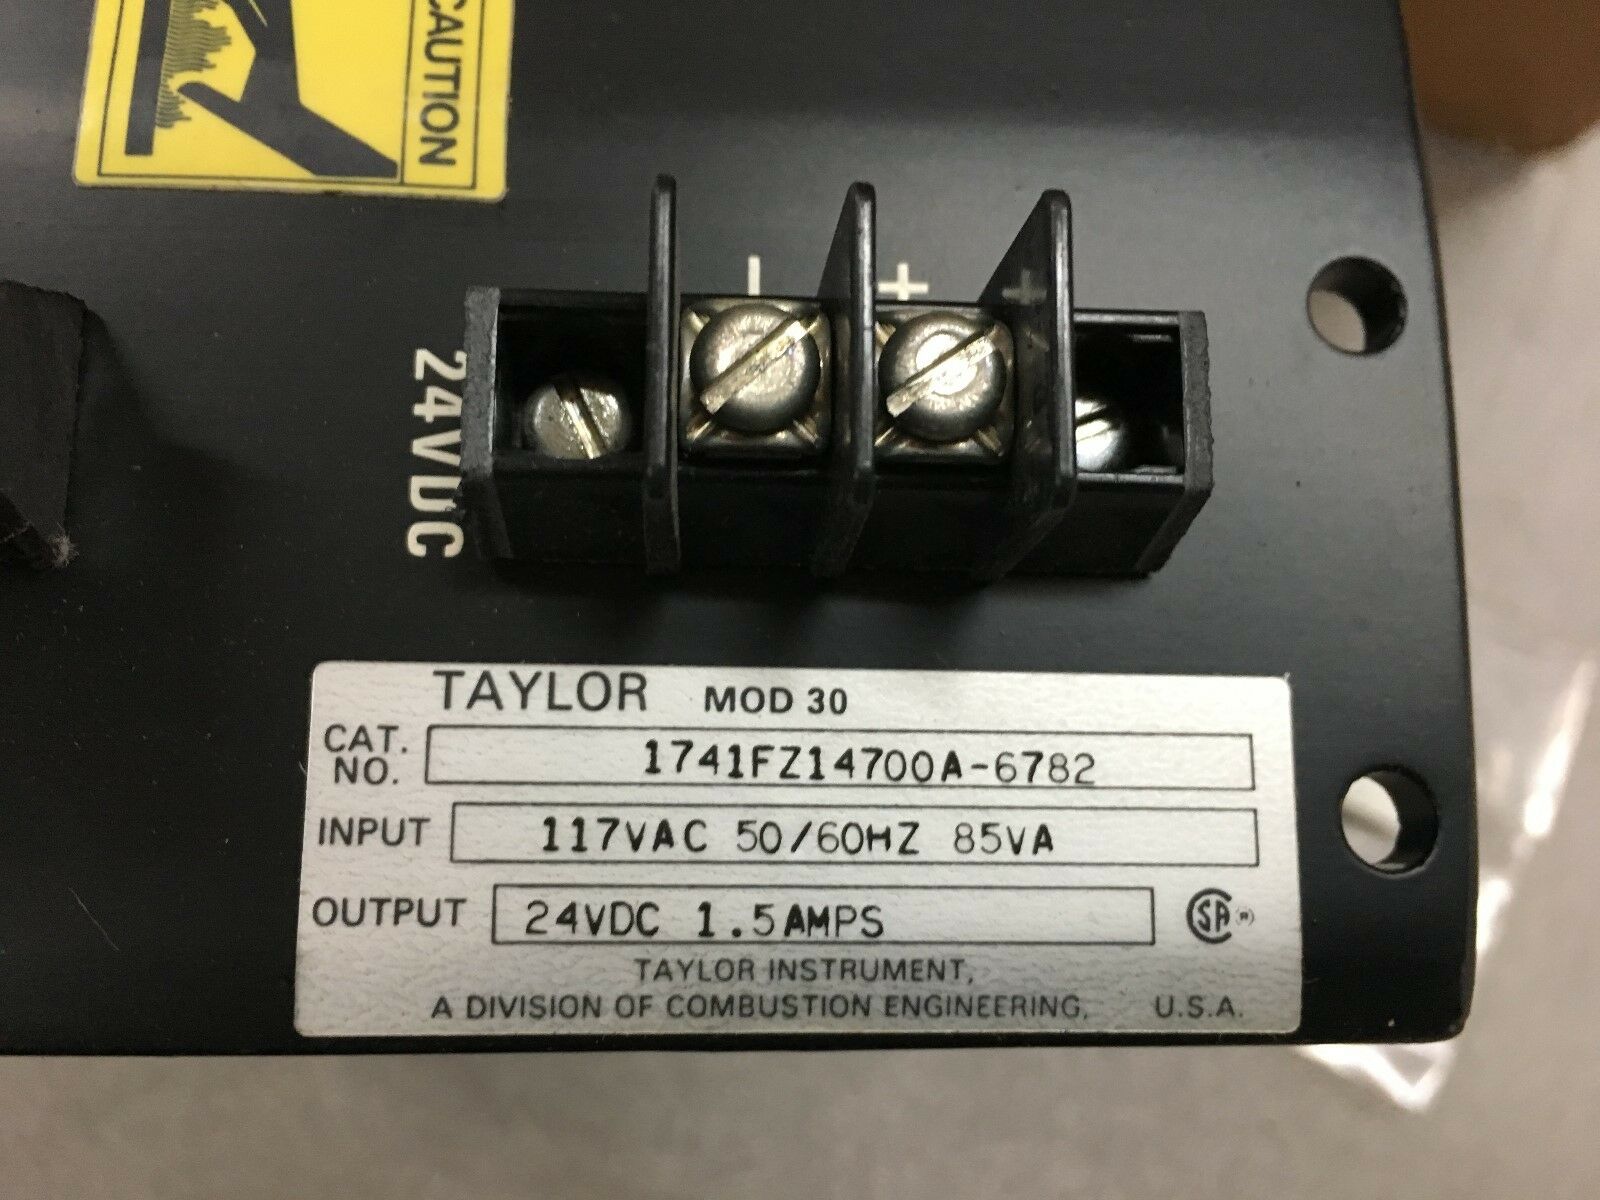 CAUTION
- +
24VDC
TAYLOR MOD 30
CAT. NO. 1741FZ14700A-6782
INPUT 117VAC 50/60HZ 85VA
OUTPUT 24VDC 1.5AMPS
SA ®
TAYLOR INSTRUMENT,
A DIVISION OF COMBUSTION ENGINEERING, U.S.A.